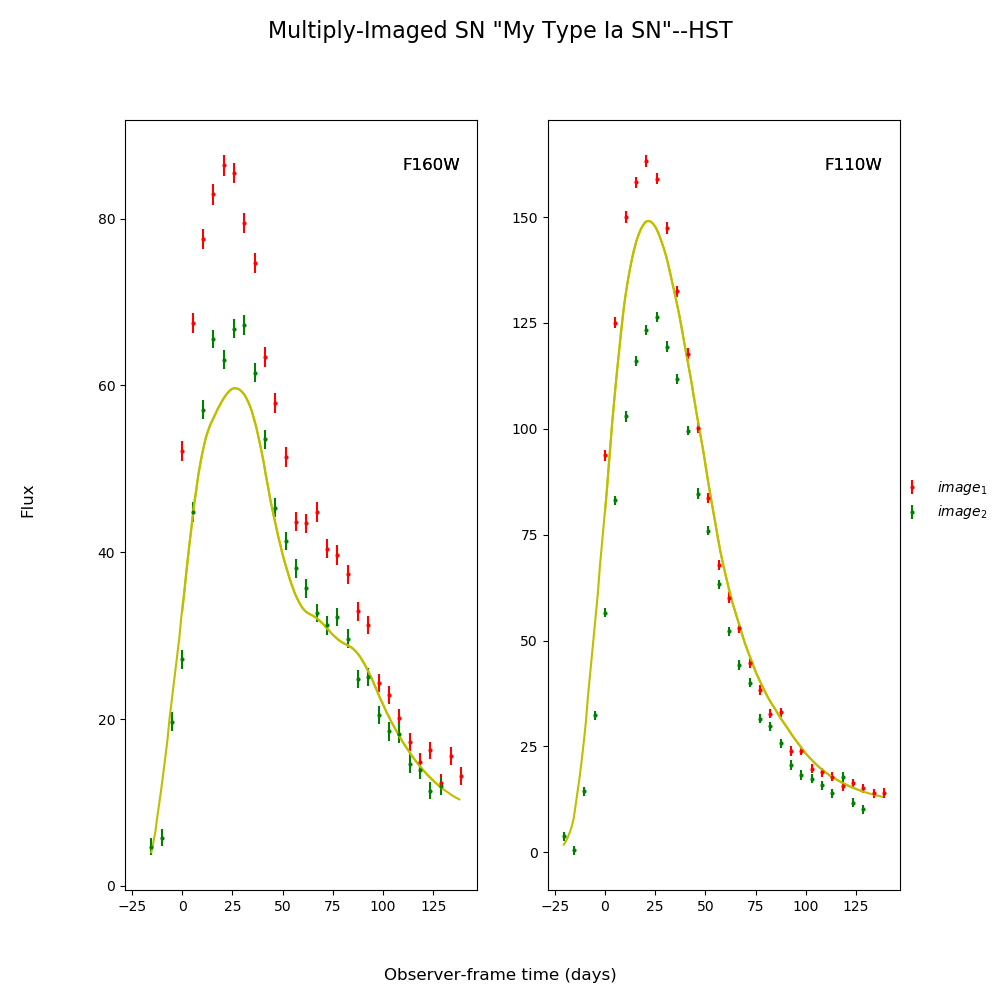 Multiply-Imaged SN "My Type Ia SN"--HST
F160W
F110W
Flux
80
60
40
20
0
−25 0 25 50 75 100 125
150
125
100
75
50
25
0
−25 0 25 50 75 100 125
image1
image2
Observer-frame time (days)